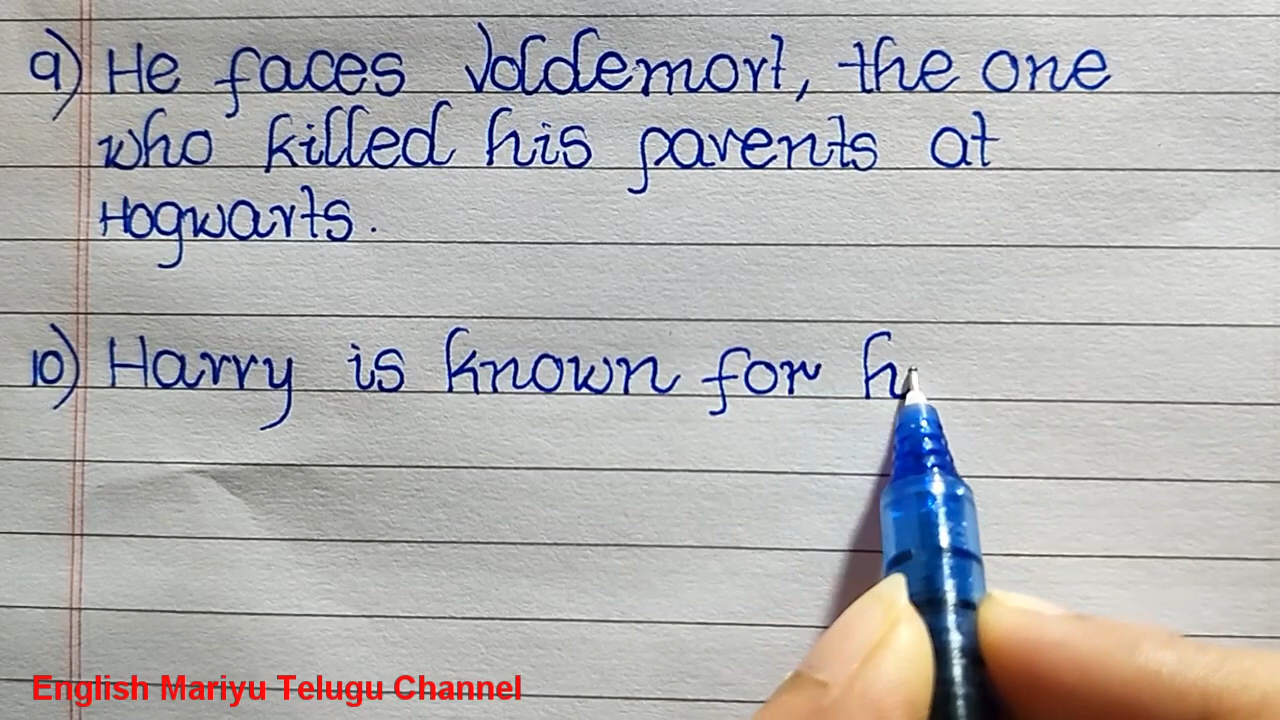 9) He faces Voldemort, the one
who killed his parents at
Hogwarts.
10) Harry is known for h
English Mariyu Telugu Channel